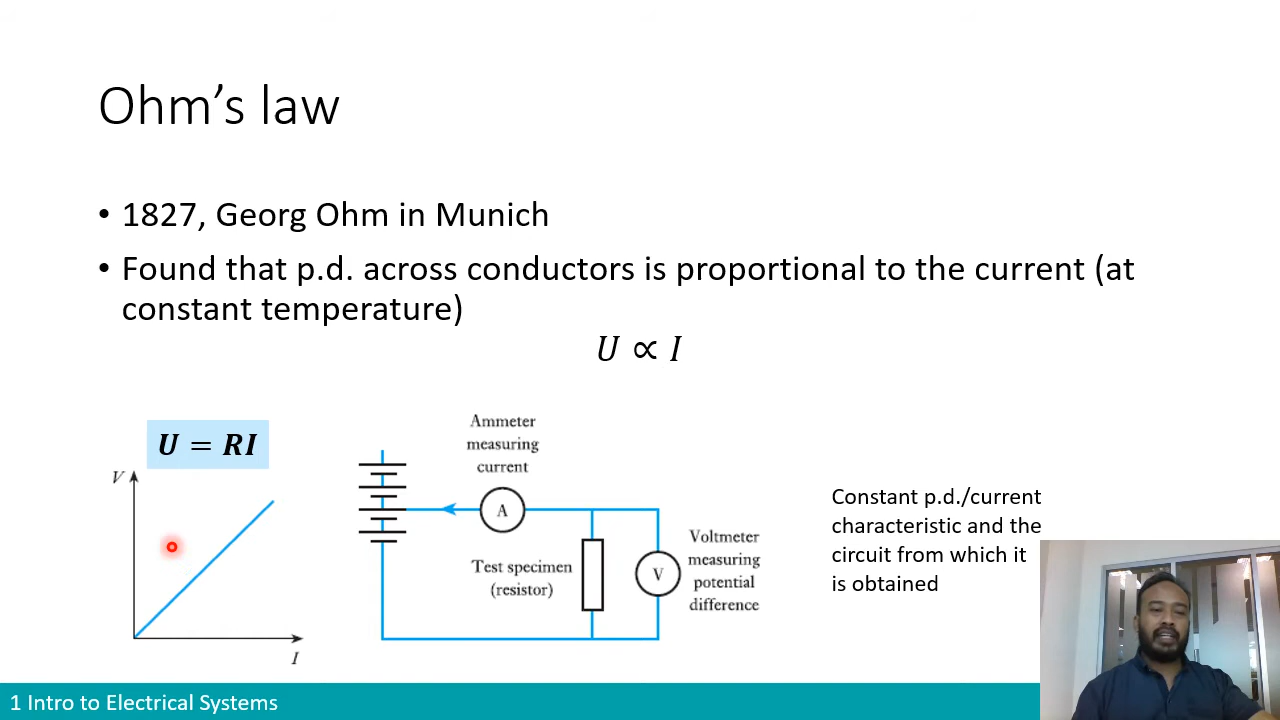 Ohm’s law
• 1827, Georg Ohm in Munich
• Found that p.d. across conductors is proportional to the current (at
constant temperature)
U ∝ I
U = RI
V
I
Ammeter
measuring
current
A
Test specimen
(resistor)
V
Voltmeter
measuring
potential
difference
Constant p.d./current
characteristic and the
circuit from which it
is obtained
1 Intro to Electrical Systems